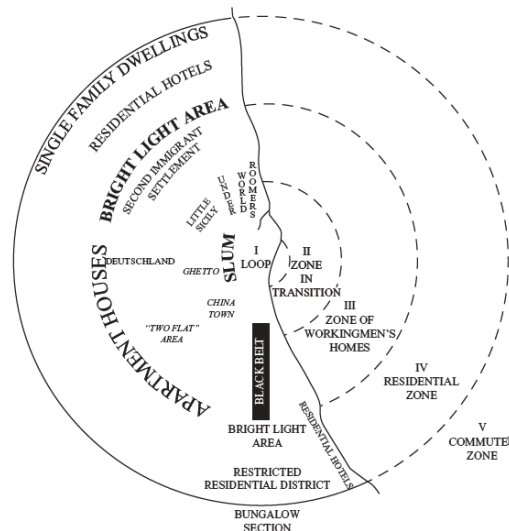 SINGLE FAMILY DWELLINGS
RESIDENTIAL HOTELS
BRIGHT LIGHT AREA
SECOND IMMIGRANT
SETTLEMENT
UNDER
WORLD
ROOMERS
LITTLE
SICILY
DEUTSCHLAND
GHETTO
SLUM
CHINA
TOWN
"TWO FLAT"
AREA
APARTMENT HOUSES
I
LOOP
II
ZONE
IN
TRANSITION
III
ZONE OF
WORKINGMEN'S
HOMES
IV
RESIDENTIAL
ZONE
V
COMMUTE
ZONE
BLACK BELT
BRIGHT LIGHT
AREA
RESIDENTIAL HOTELS
RESTRICTED
RESIDENTIAL DISTRICT
BUNGALOW
SECTION